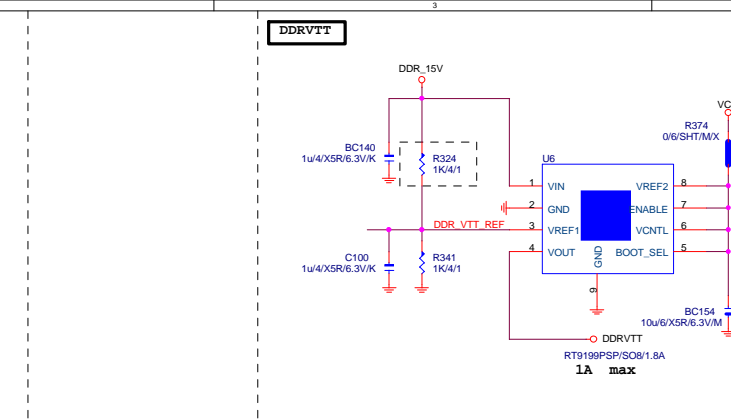 3
DDRVTT
DDR_15V
VC
R374
0/6/SHT/M/X
BC140
1u/4/X5R/6.3V/K
R324
1K/4/1
U6
1
VIN
VREF2
8
2
GND
ENABLE
7
DDR_VTT_REF
3
VREF1
VCNTL
6
4
VOUT
GND
BOOT_SEL
5
C100
1u/4/X5R/6.3V/K
R341
1K/4/1
9
BC154
10u/6/X5R/6.3V/M
DDRVTT
RT9199PSP/SO8/1.8A
1A max